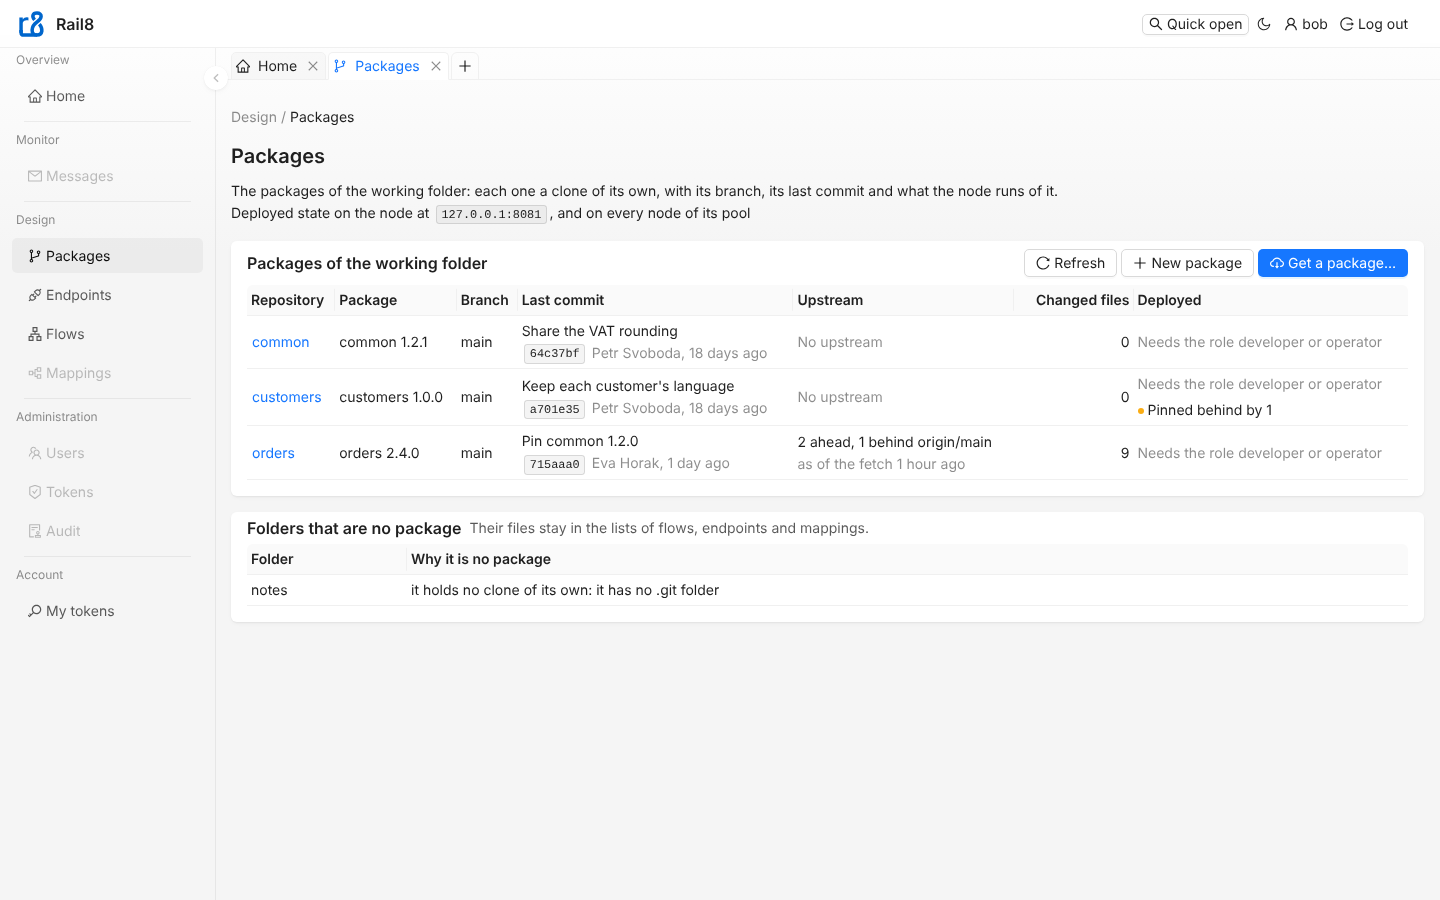 Rail8
Quick open
bob
Log out
Overview
Home
Monitor
Messages
Design
Packages
Endpoints
Flows
Mappings
Administration
Users
Tokens
Audit
Account
My tokens
Home
Packages
Design / Packages
Packages
The packages of the working folder: each one a clone of its own, with its branch, its last commit and what the node runs of it.
Deployed state on the node at 127.0.0.1:8081, and on every node of its pool
Packages of the working folder
Refresh
New package
Get a package...
Repository Package Branch Last commit Upstream Changed files Deployed
common common 1.2.1 main Share the VAT rounding No upstream 0 Needs the role developer or operator
64c37bf Petr Svoboda, 18 days ago
customers customers 1.0.0 main Keep each customer's language No upstream 0 Needs the role developer or operator
a701e35 Petr Svoboda, 18 days ago Pinned behind by 1
orders orders 2.4.0 main Pin common 1.2.0 2 ahead, 1 behind origin/main 9 Needs the role developer or operator
715aaa0 Eva Horak, 1 day ago as of the fetch 1 hour ago
Folders that are no package Their files stay in the lists of flows, endpoints and mappings.
Folder Why it is no package
notes it holds no clone of its own: it has no .git folder